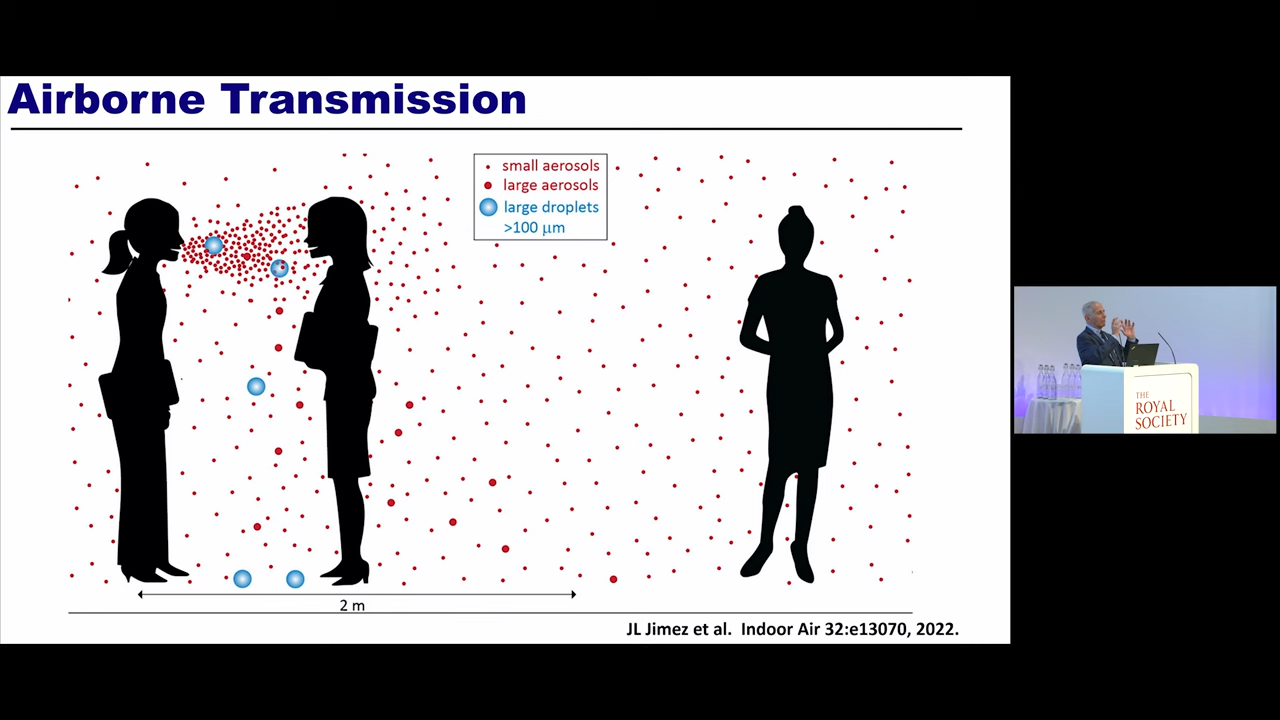 Airborne Transmission
small aerosols
large aerosols
large droplets
>100 μm
2 m
JL Jimez et al. Indoor Air 32:e13070, 2022.
THE
ROYAL
SOCIETY